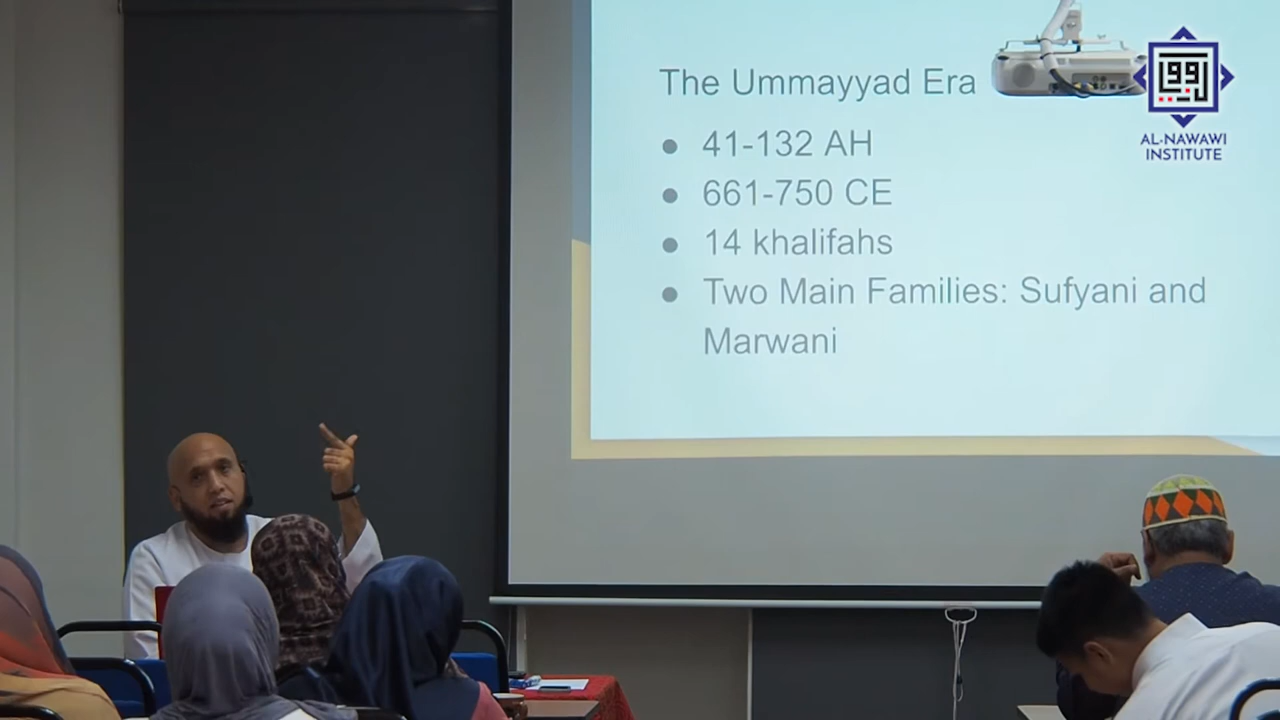 The Ummayyad Era
● 41-132 AH
● 661-750 CE
● 14 khalifahs
● Two Main Families: Sufyani and
Marwani
AL-NAWAWI
INSTITUTE